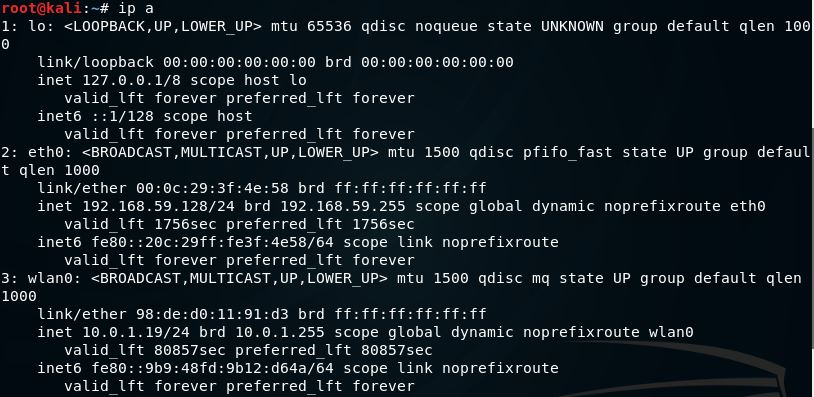 root@kali:~# ip a
1: lo: <LOOPBACK,UP,LOWER_UP> mtu 65536 qdisc noqueue state UNKNOWN group default qlen 100
0
    link/loopback 00:00:00:00:00:00 brd 00:00:00:00:00:00
    inet 127.0.0.1/8 scope host lo
       valid_lft forever preferred_lft forever
    inet6 ::1/128 scope host
       valid_lft forever preferred_lft forever
2: eth0: <BROADCAST,MULTICAST,UP,LOWER_UP> mtu 1500 qdisc pfifo_fast state UP group defaul
t qlen 1000
    link/ether 00:0c:29:3f:4e:58 brd ff:ff:ff:ff:ff:ff
    inet 192.168.59.128/24 brd 192.168.59.255 scope global dynamic noprefixroute eth0
       valid_lft 1756sec preferred_lft 1756sec
    inet6 fe80::20c:29ff:fe3f:4e58/64 scope link noprefixroute
       valid_lft forever preferred_lft forever
3: wlan0: <BROADCAST,MULTICAST,UP,LOWER_UP> mtu 1500 qdisc mq state UP group default qlen
1000
    link/ether 98:de:d0:11:91:d3 brd ff:ff:ff:ff:ff:ff
    inet 10.0.1.19/24 brd 10.0.1.255 scope global dynamic noprefixroute wlan0
       valid_lft 80857sec preferred_lft 80857sec
    inet6 fe80::9b9:48fd:9b12:d64a/64 scope link noprefixroute
       valid_lft forever preferred_lft forever